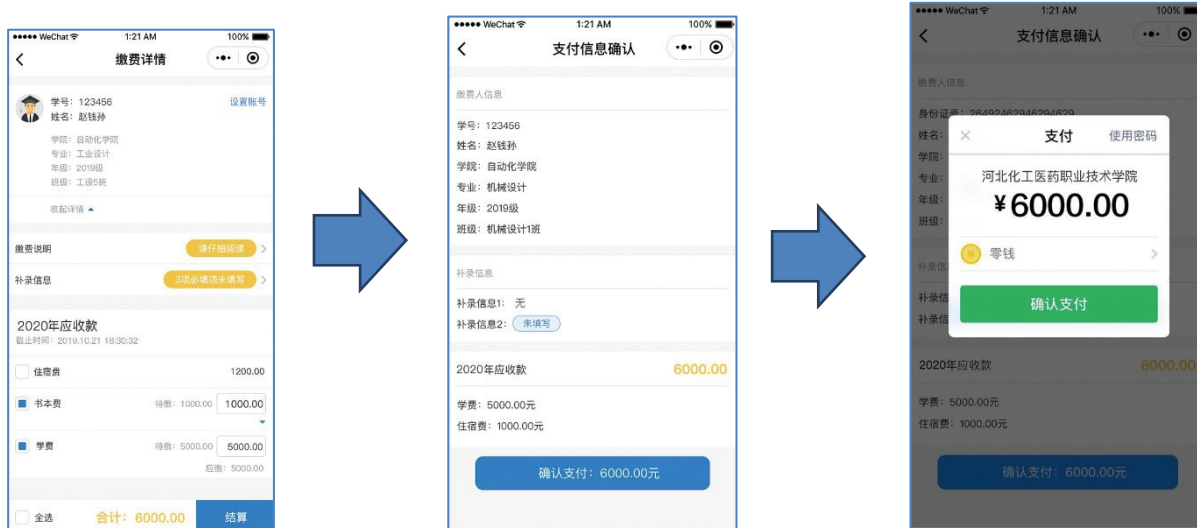 ●●●●● WeChat 1:21 AM 100%
缴费详情
学号：123456 设置账号
姓名：赵钱孙
学院：自动化学院
专业：工业设计
年级：2019级
班级：工设5班
收起详情
缴费说明 请仔细阅读
补录信息 3项必填项未填写
2020年应收款
截止时间：2019.10.21 18:30:32
住宿费 1200.00
书本费 待缴：1000.00 1000.00
学费 待缴：5000.00 5000.00
应缴：5000.00
全选 合计：6000.00 结算
●●●●● WeChat 1:21 AM 100%
支付信息确认
缴费人信息
学号：123456
姓名：赵钱孙
学院：自动化学院
专业：机械设计
年级：2019级
班级：机械设计1班
补录信息
补录信息1： 无
补录信息2： 未填写
2020年应收款 6000.00
学费：5000.00元
住宿费：1000.00元
确认支付：6000.00元
●●●●● WeChat 1:21 AM 100%
支付信息确认
缴费人信息
身份证号：26492462946294629
姓名：
学院：
专业：
年级：
班级：
支付 使用密码
河北化工医药职业技术学院
¥6000.00
零钱
确认支付
补录信
补录信
补录信
2020年应收款 6000.00
学费：5000.00元
住宿费：1000.00元
确认支付：6000.00元